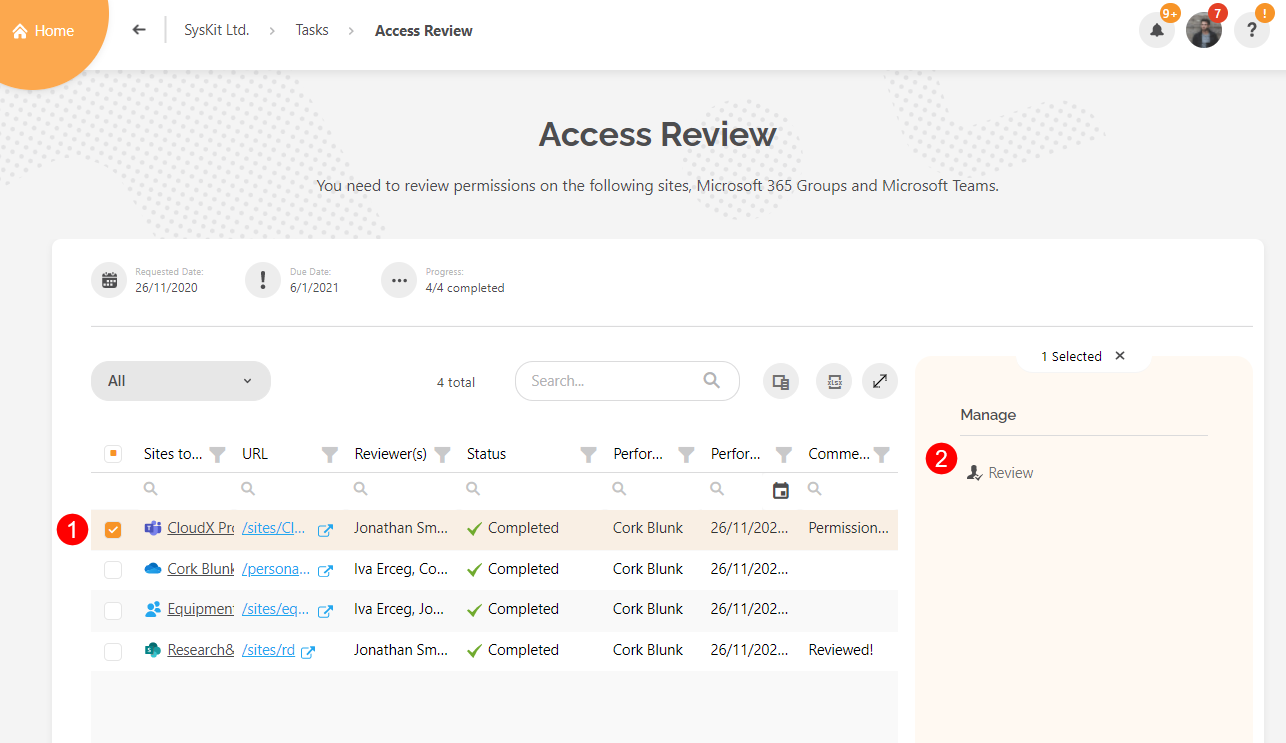 Home
SysKit Ltd. > Tasks > Access Review
9+
7
!
?
Access Review
You need to review permissions on the following sites, Microsoft 365 Groups and Microsoft Teams.
Requested Date:
26/11/2020
Due Date:
6/1/2021
Progress:
4/4 completed
All
4 total
Search...
xlsx
1 Selected
Manage
2
Review
Sites to... URL Reviewer(s) Status Perfor... Perfor... Comme...
1
CloudX Pro /sites/Cl... Jonathan Sm... Completed Cork Blunk 26/11/202... Permission...
Cork Blunk /persona... Iva Erceg, Co... Completed Cork Blunk 26/11/202...
Equipment /sites/eq... Iva Erceg, Jo... Completed Cork Blunk 26/11/202...
Research& /sites/rd Jonathan Sm... Completed Cork Blunk 26/11/202... Reviewed!